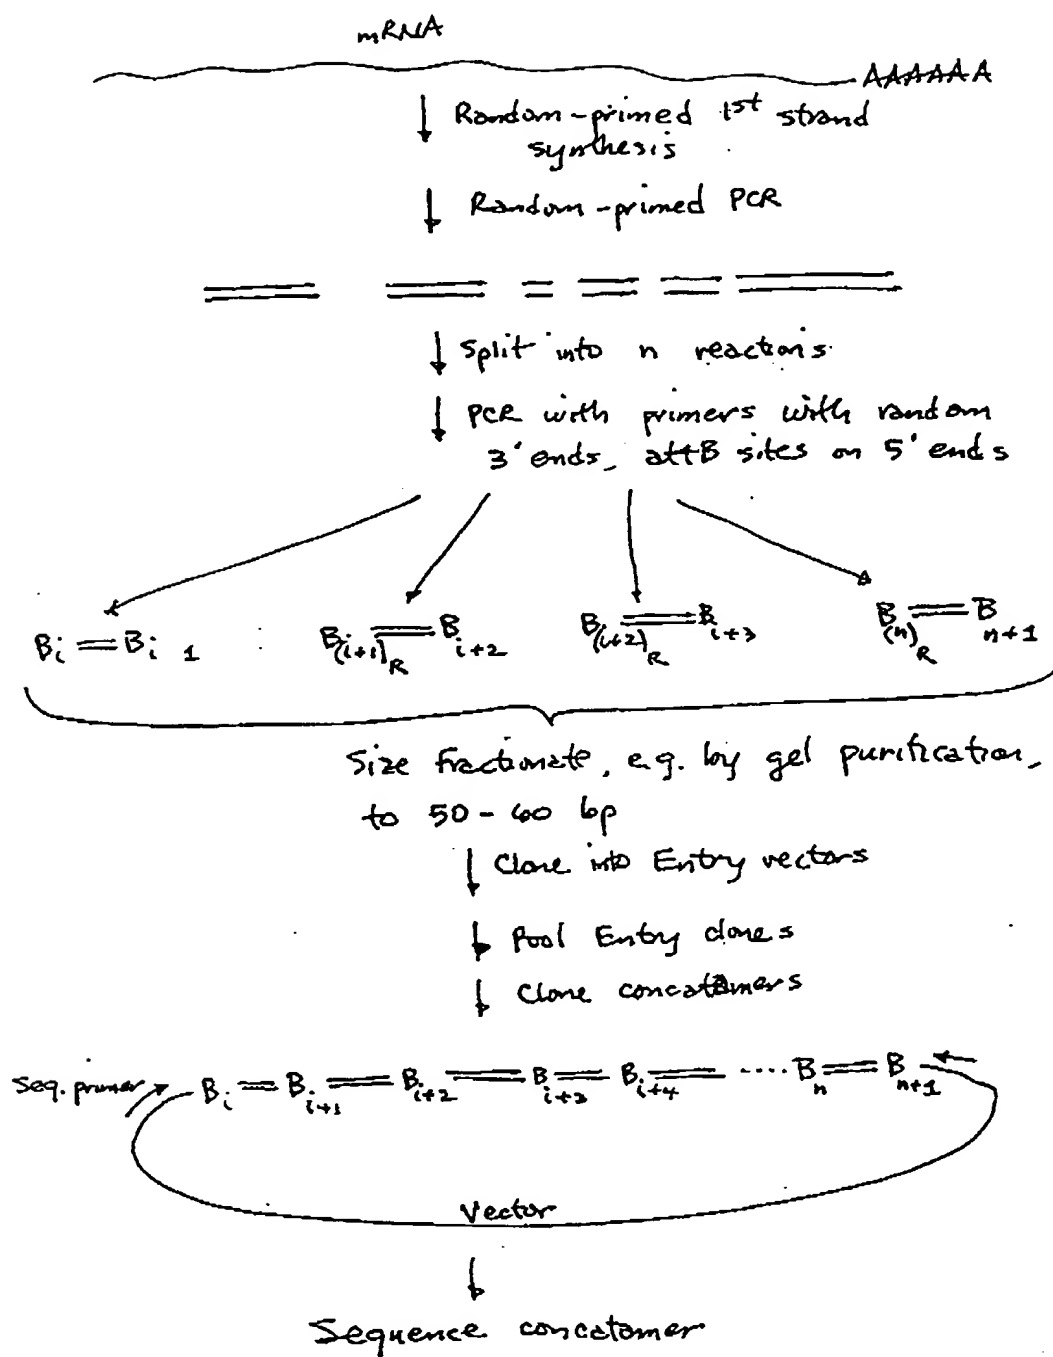 mRNA
AAAAAA
Random-primed 1st strand
synthesis
Random-primed PCR
Split into n reactions.
PCR with primers with random
3' ends, attB sites on 5' ends
Bi = Bi 1 B(i+1)R = Bi+2 B(i+2)R = Bi+3 B(n)R = Bn+1
Size fractionate, e.g. by gel purification,
to 50-60 bp
Clone into Entry vectors
Pool Entry clones
Clone concatamers
Seq. primer Bi = Bi+1 = Bi+2 = Bi+3 = Bi+4 = .... Bn = Bn+1
Vector
Sequence concatamer